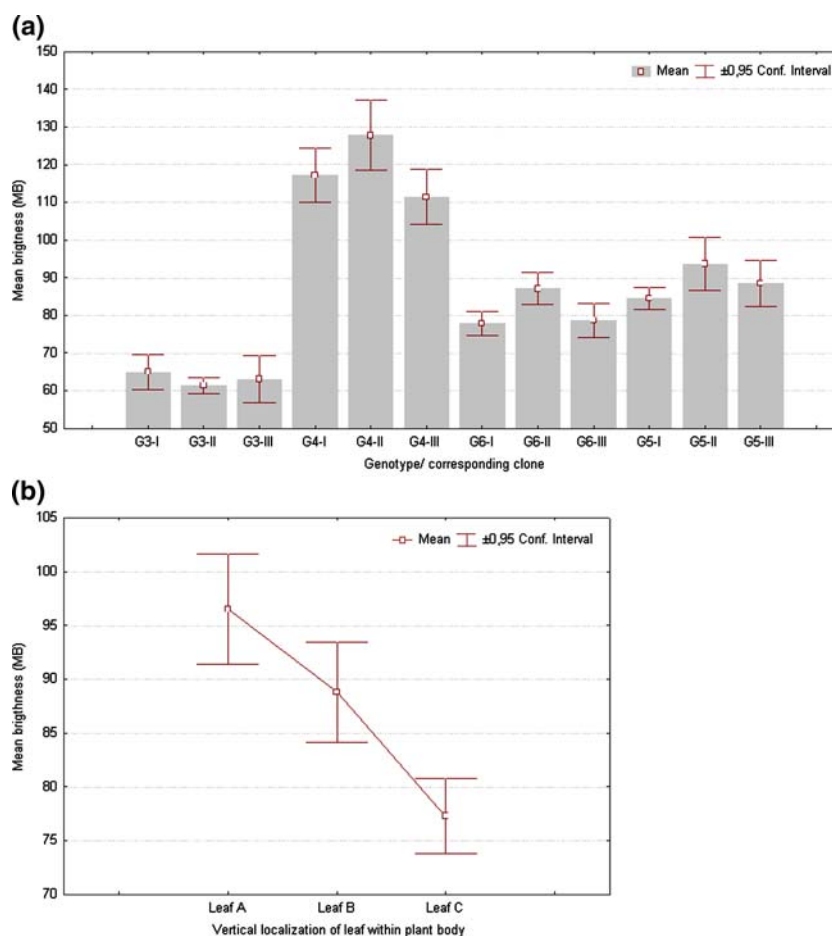 (a)
150
Mean ±0,95 Conf. Interval
140
130
120
110
100
90
80
70
60
50
Mean brigtness (MB)
G3-I G3-II G3-III G4-I G4-II G4-III G6-I G6-II G6-III G5-I G5-II G5-III
Genotype/ corresponding clone
(b)
105
Mean ±0,95 Conf. Interval
100
95
90
85
80
75
70
Mean brigthness (MB)
Leaf A Leaf B Leaf C
Vertical localization of leaf within plant body